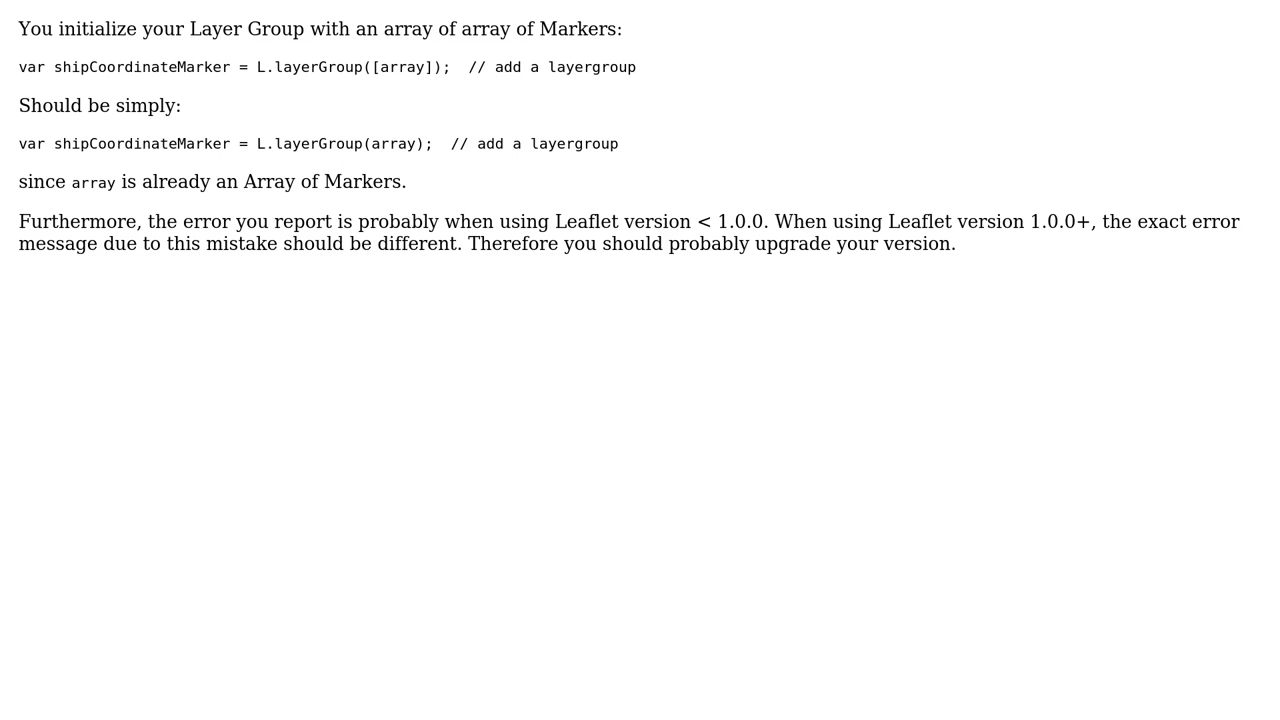 You initialize your Layer Group with an array of array of Markers:
var shipCoordinateMarker = L.layerGroup([array]);  // add a layergroup
Should be simply:
var shipCoordinateMarker = L.layerGroup(array);  // add a layergroup
since array is already an Array of Markers.
Furthermore, the error you report is probably when using Leaflet version < 1.0.0. When using Leaflet version 1.0.0+, the exact error
message due to this mistake should be different. Therefore you should probably upgrade your version.